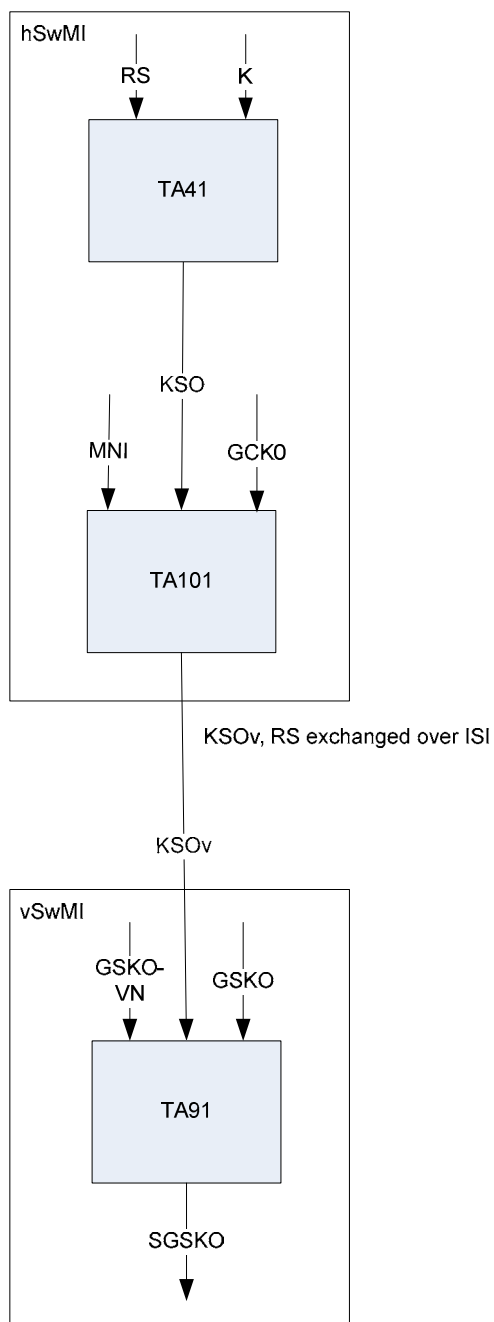 hSwMI
RS
K
TA41
KSO
MNI
GCK0
TA101
KSOv, RS exchanged over ISI
KSOv
vSwMI
GSKO-
VN
GSKO
TA91
SGSKO